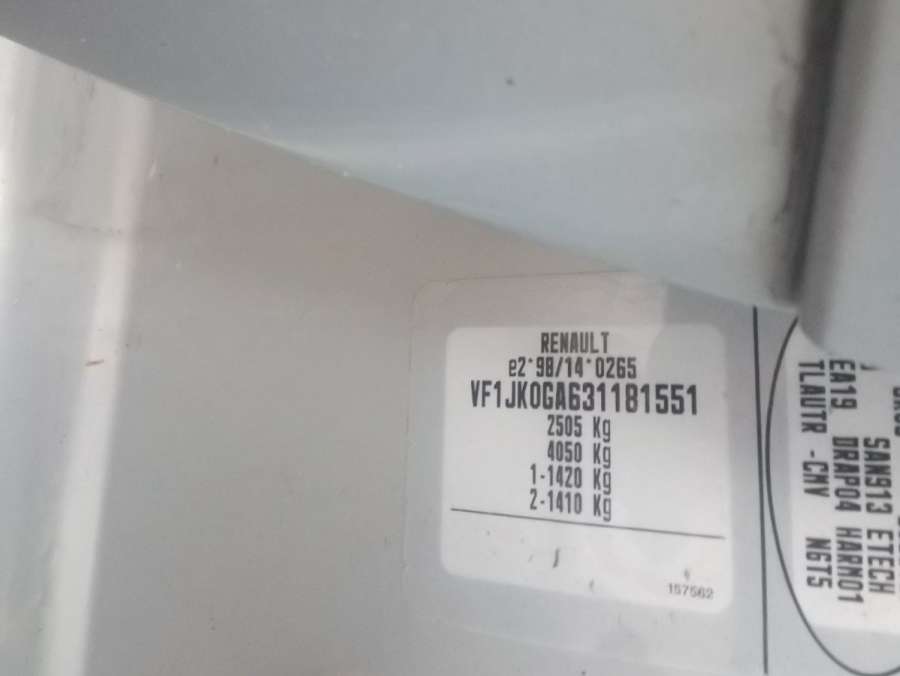 RENAULT
e2*98/14*0265
VF1JK0GA631181551
2505 Kg
4050 Kg
1-1420 Kg
2-1410 Kg
157562
SAN913 ETECH
EA19 DRAP04 HARM01
TLAUTR -CMV N6T5